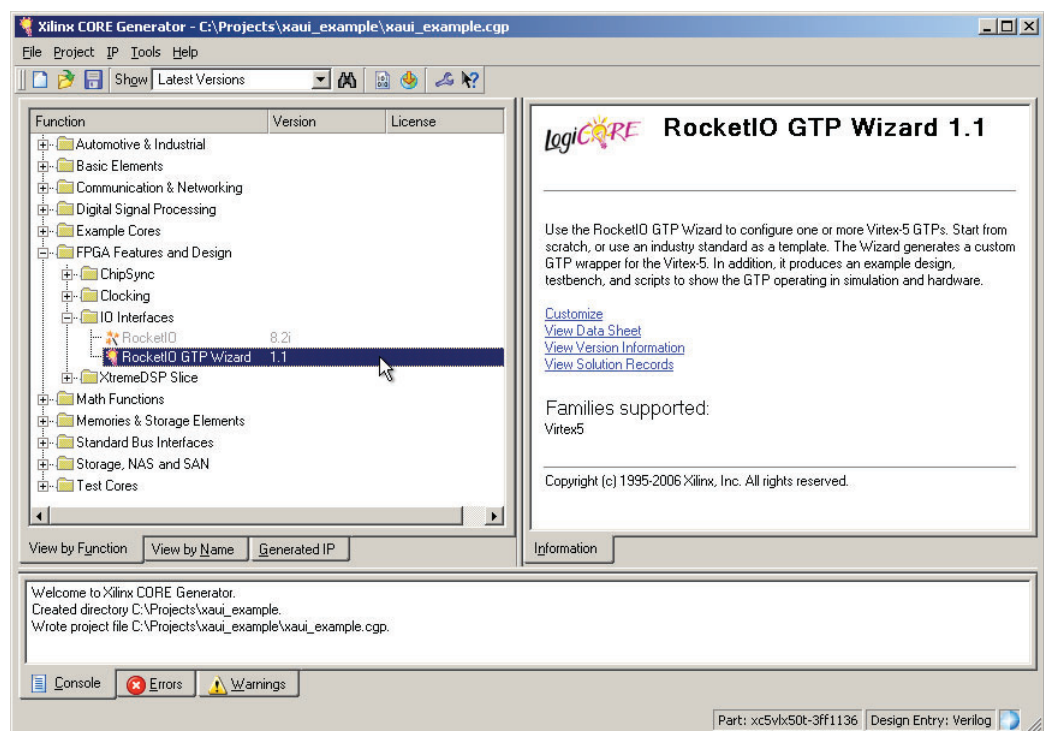 Xilinx CORE Generator - C:\Projects\xaui_example\xaui_example.cgp
File Project IP Tools Help
Show Latest Versions
Function Version License
Automotive & Industrial
Basic Elements
Communication & Networking
Digital Signal Processing
Example Cores
FPGA Features and Design
ChipSync
Clocking
IO Interfaces
RocketIO 8.2i
RocketIO GTP Wizard 1.1
XtremeDSP Slice
Math Functions
Memories & Storage Elements
Standard Bus Interfaces
Storage, NAS and SAN
Test Cores
View by Function View by Name Generated IP
LogiCORE RocketIO GTP Wizard 1.1
Use the RocketIO GTP Wizard to configure one or more Virtex-5 GTPs. Start from
scratch, or use an industry standard as a template. The Wizard generates a custom
GTP wrapper for the Virtex-5. In addition, it produces an example design,
testbench, and scripts to show the GTP operating in simulation and hardware.
Customize
View Data Sheet
View Version Information
View Solution Records
Families supported:
Virtex5
Copyright (c) 1995-2006 Xilinx, Inc. All rights reserved.
Information
Welcome to Xilinx CORE Generator.
Created directory C:\Projects\xaui_example.
Wrote project file C:\Projects\xaui_example\xaui_example.cgp.
Console Errors Warnings
Part: xc5vlx50t-3ff1136 Design Entry: Verilog